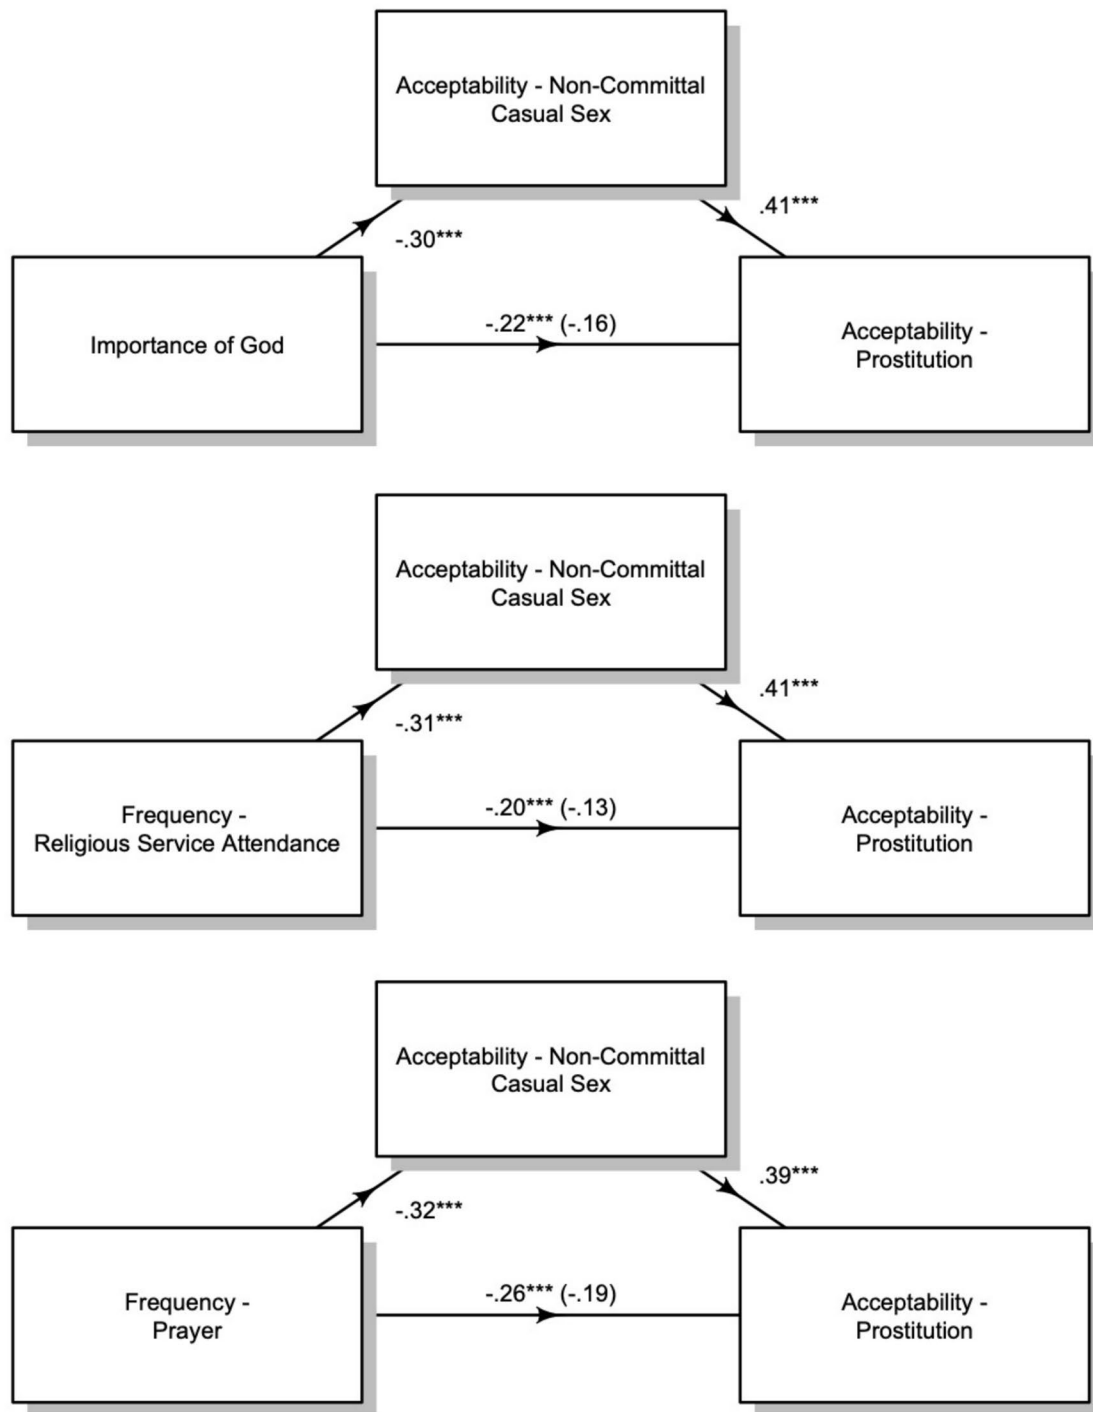 Acceptability - Non-Committal
Casual Sex
.41***
-.30***
-.22*** (-.16)
Importance of God
Acceptability -
Prostitution
Acceptability - Non-Committal
Casual Sex
.41***
-.31***
-.20*** (-.13)
Frequency -
Religious Service Attendance
Acceptability -
Prostitution
Acceptability - Non-Committal
Casual Sex
.39***
-.32***
-.26*** (-.19)
Frequency -
Prayer
Acceptability -
Prostitution